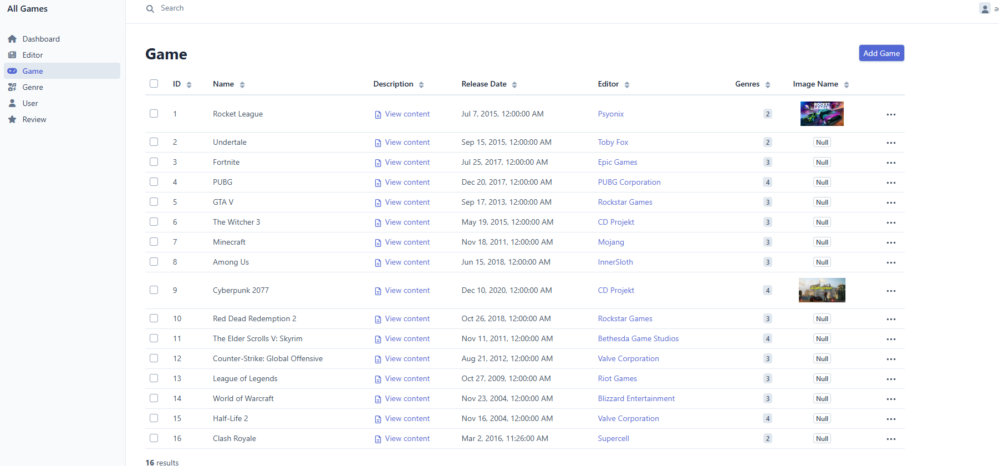 All Games
Search
Dashboard
Editor
Game
Genre
User
Review
Game
Add Game
ID Name Description Release Date Editor Genres Image Name
1 Rocket League View content Jul 7, 2015, 12:00:00 AM Psyonix 2 ROCKET LEAGUE
2 Undertale View content Sep 15, 2015, 12:00:00 AM Toby Fox 2 Null
3 Fortnite View content Jul 25, 2017, 12:00:00 AM Epic Games 3 Null
4 PUBG View content Dec 20, 2017, 12:00:00 AM PUBG Corporation 4 Null
5 GTA V View content Sep 17, 2013, 12:00:00 AM Rockstar Games 3 Null
6 The Witcher 3 View content May 19, 2015, 12:00:00 AM CD Projekt 3 Null
7 Minecraft View content Nov 18, 2011, 12:00:00 AM Mojang 3 Null
8 Among Us View content Jun 15, 2018, 12:00:00 AM InnerSloth 3 Null
9 Cyberpunk 2077 View content Dec 10, 2020, 12:00:00 AM CD Projekt 4
10 Red Dead Redemption 2 View content Oct 26, 2018, 12:00:00 AM Rockstar Games 3 Null
11 The Elder Scrolls V: Skyrim View content Nov 11, 2011, 12:00:00 AM Bethesda Game Studios 4 Null
12 Counter-Strike: Global Offensive View content Aug 21, 2012, 12:00:00 AM Valve Corporation 3 Null
13 League of Legends View content Oct 27, 2009, 12:00:00 AM Riot Games 3 Null
14 World of Warcraft View content Nov 23, 2004, 12:00:00 AM Blizzard Entertainment 3 Null
15 Half-Life 2 View content Nov 16, 2004, 12:00:00 AM Valve Corporation 4 Null
16 Clash Royale View content Mar 2, 2016, 11:26:00 AM Supercell 2 Null
16 results